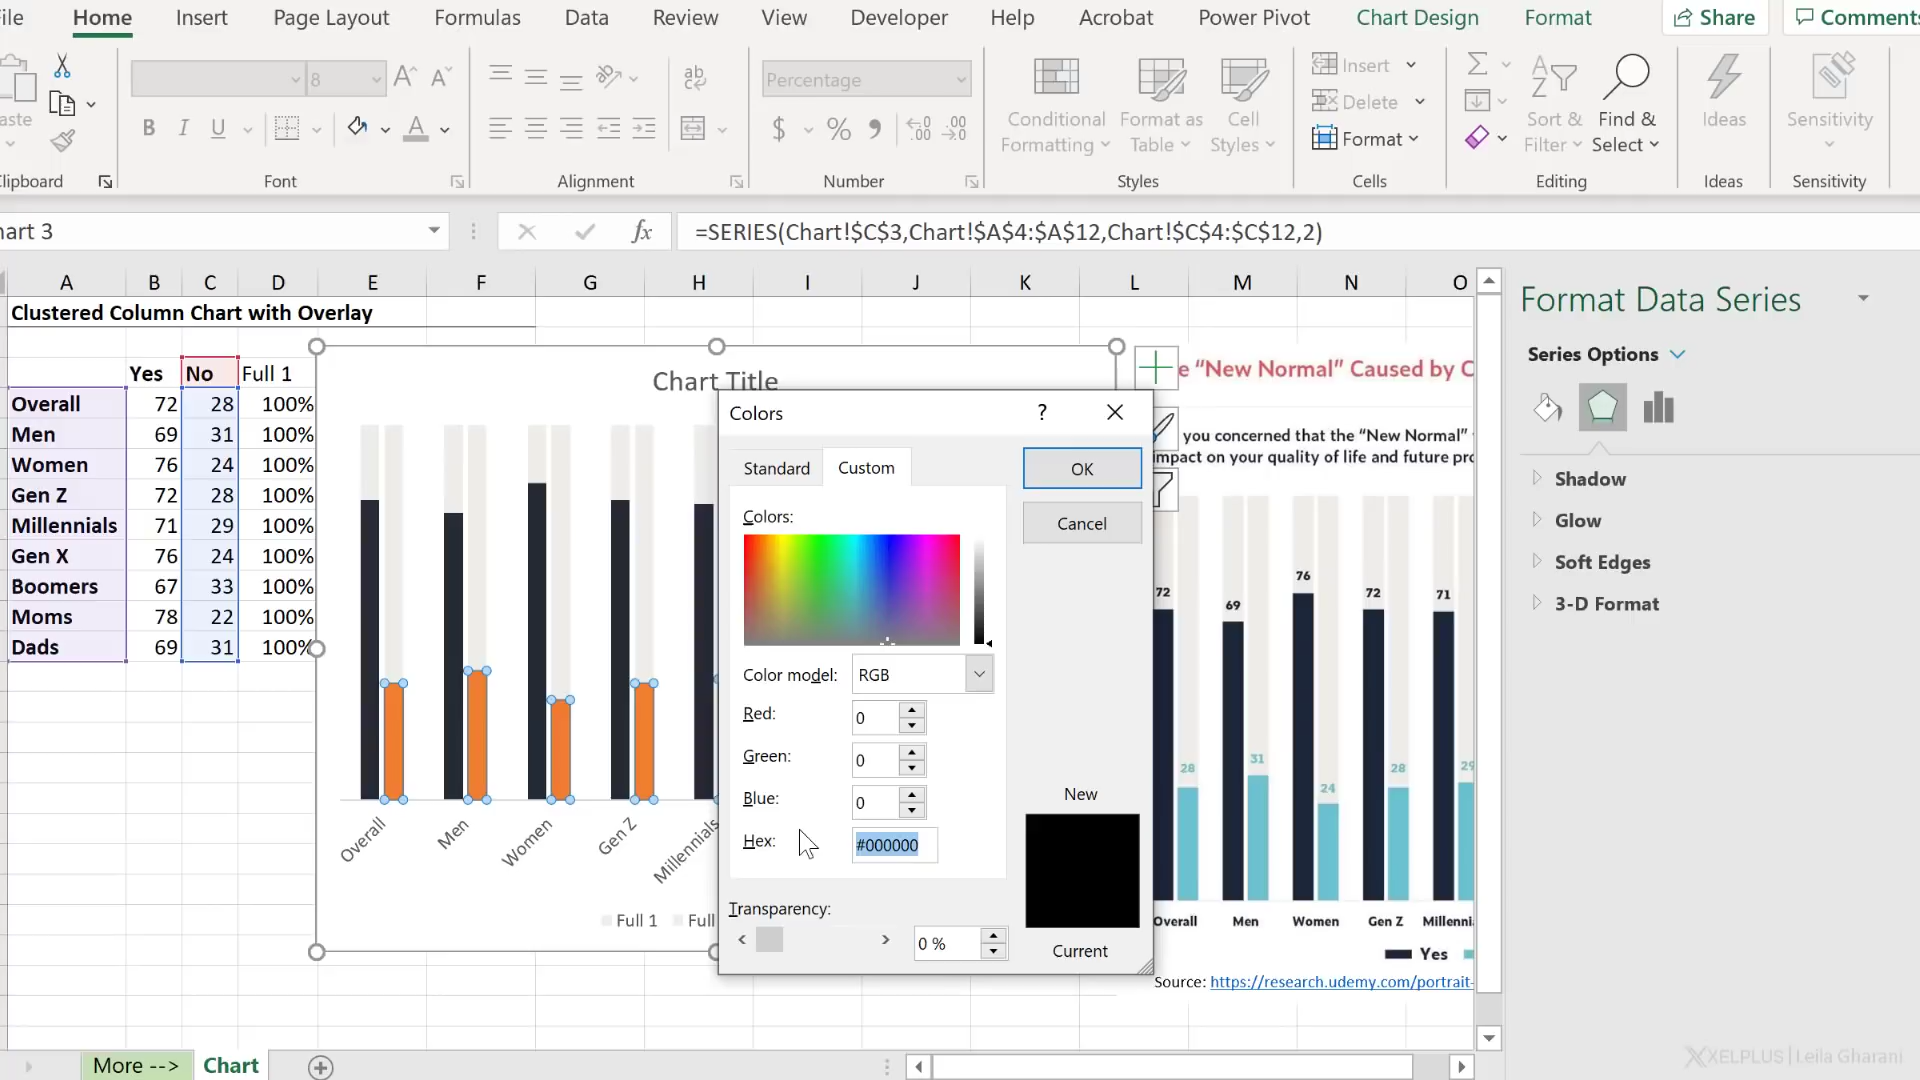 File Home Insert Page Layout Formulas Data Review View Developer Help Acrobat Power Pivot Chart Design Format Share Comments
8 Percentage Conditional Formatting Format as Table Cell Styles Insert Delete Format Sort & Filter Find & Select Ideas Sensitivity
Clipboard Font Alignment Number Styles Cells Editing Ideas Sensitivity
hart 3 fx =SERIES(Chart!$C$3,Chart!$A$4:$A$12,Chart!$C$4:$C$12,2)
A B C D E F G H I J K L M N O
Clustered Column Chart with Overlay
Yes No Full 1
Overall 72 28 100%
Men 69 31 100%
Women 76 24 100%
Gen Z 72 28 100%
Millennials 71 29 100%
Gen X 76 24 100%
Boomers 67 33 100%
Moms 78 22 100%
Dads 69 31 100%
Chart Title
Overall Men Women Gen Z Millennials
Full 1 Full
Colors ?
Standard Custom
OK
Cancel
Colors:
Color model: RGB
Red: 0
Green: 0
Blue: 0
Hex: #000000
Transparency:
0 %
New
Current
e “New Normal” Caused by C
you concerned that the “New Normal”
impact on your quality of life and future pro
72 69 76 72 71
28 31 24 28 29
Overall Men Women Gen Z Millenni
Yes
Source: https://research.udemy.com/portrait-
Format Data Series
Series Options
Shadow
Glow
Soft Edges
3-D Format
More --> Chart
XELPLUS | Leila Gharani